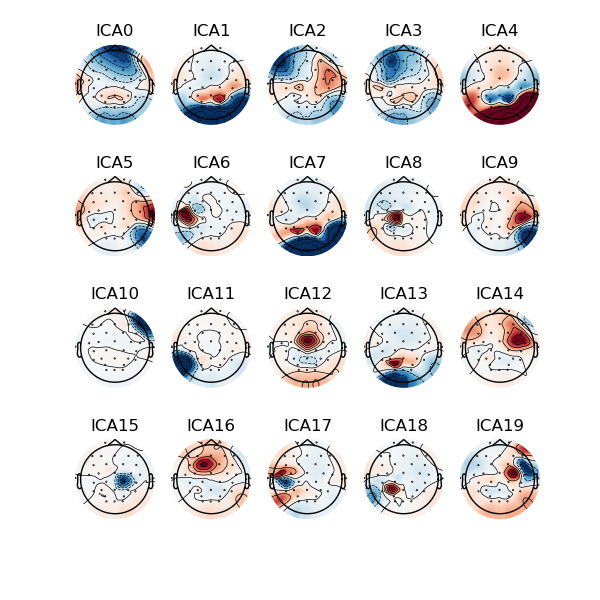 ICA0 ICA1 ICA2 ICA3 ICA4
ICA5 ICA6 ICA7 ICA8 ICA9
ICA10 ICA11 ICA12 ICA13 ICA14
ICA15 ICA16 ICA17 ICA18 ICA19